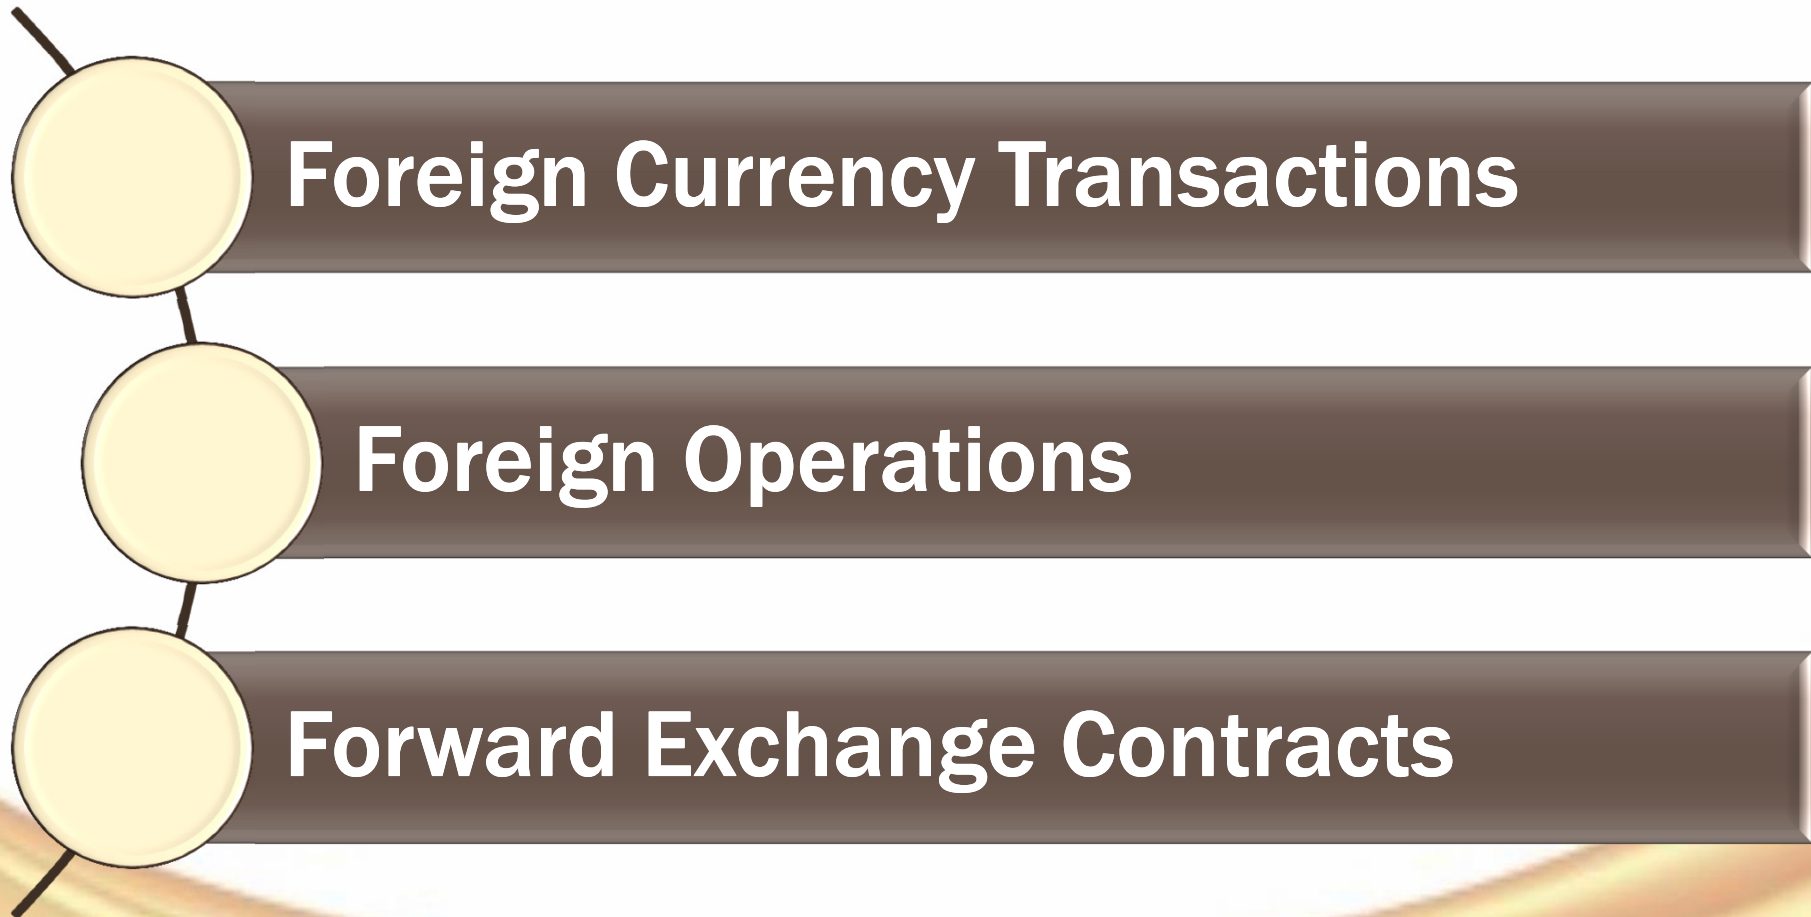 Foreign Currency Transactions
Foreign Operations
Forward Exchange Contracts